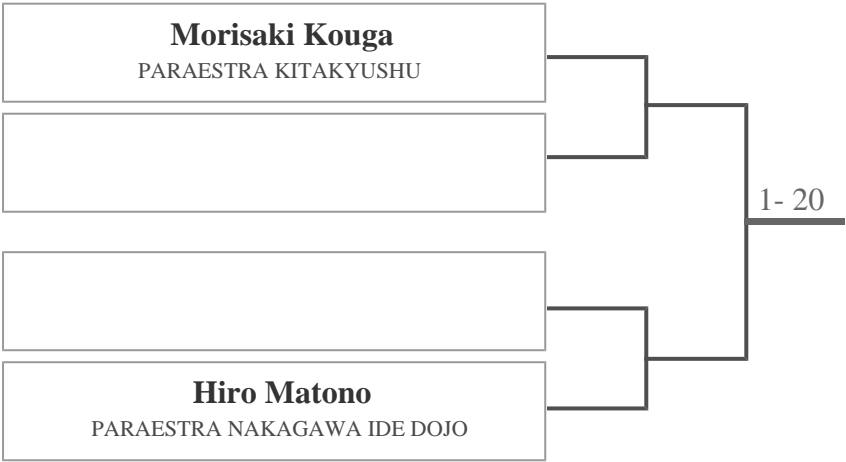 Morisaki Kouga
PARAESTRA KITAKYUSHU
1- 20
Hiro Matono
PARAESTRA NAKAGAWA IDE DOJO